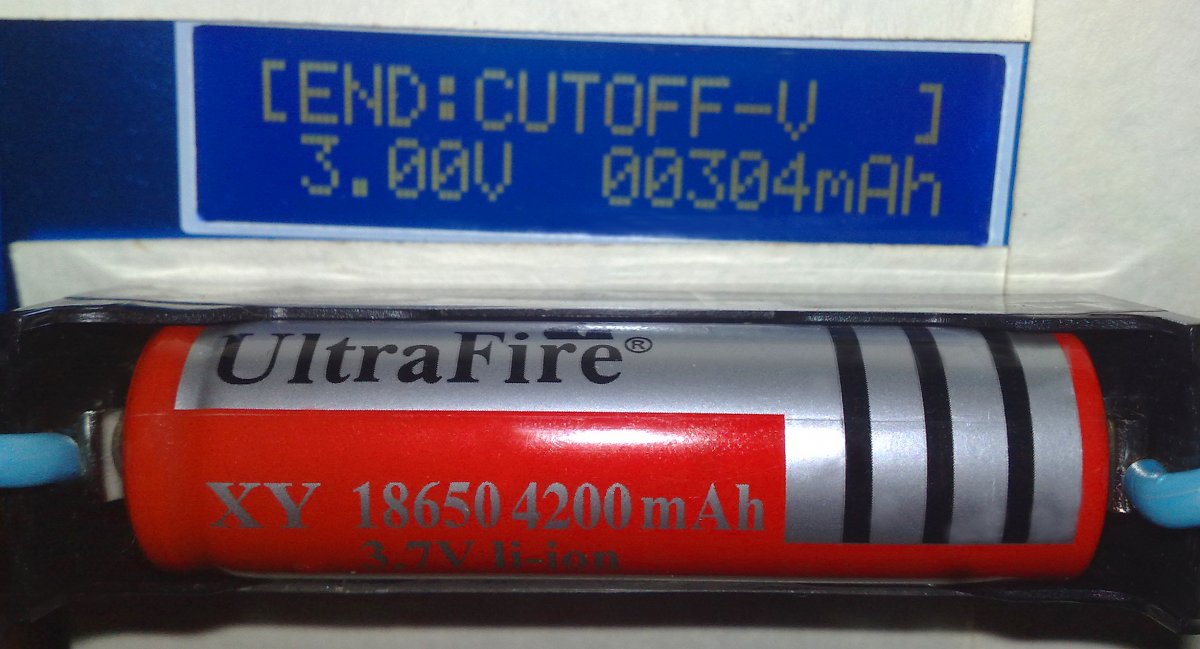 [END:CUTOFF-V ]
3.00V 00304mAh
UltraFire®
XY 18650 4200mAh
3.7V li-ion